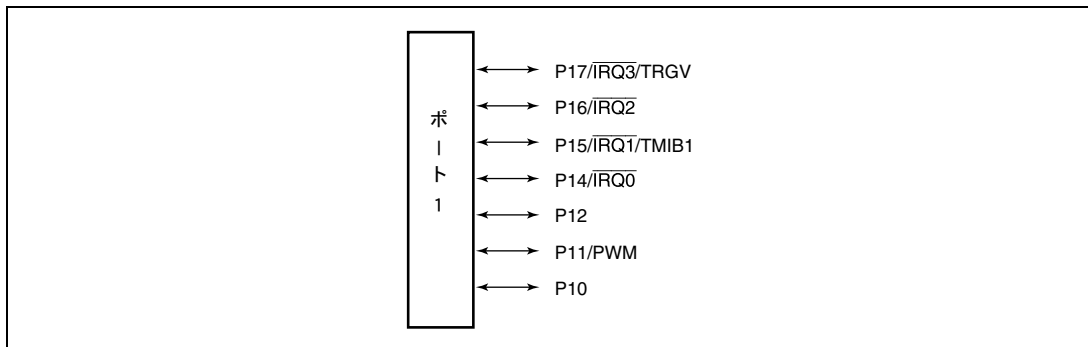 ポート1
P17/IRQ3/TRGV
P16/IRQ2
P15/IRQ1/TMIB1
P14/IRQ0
P12
P11/PWM
P10